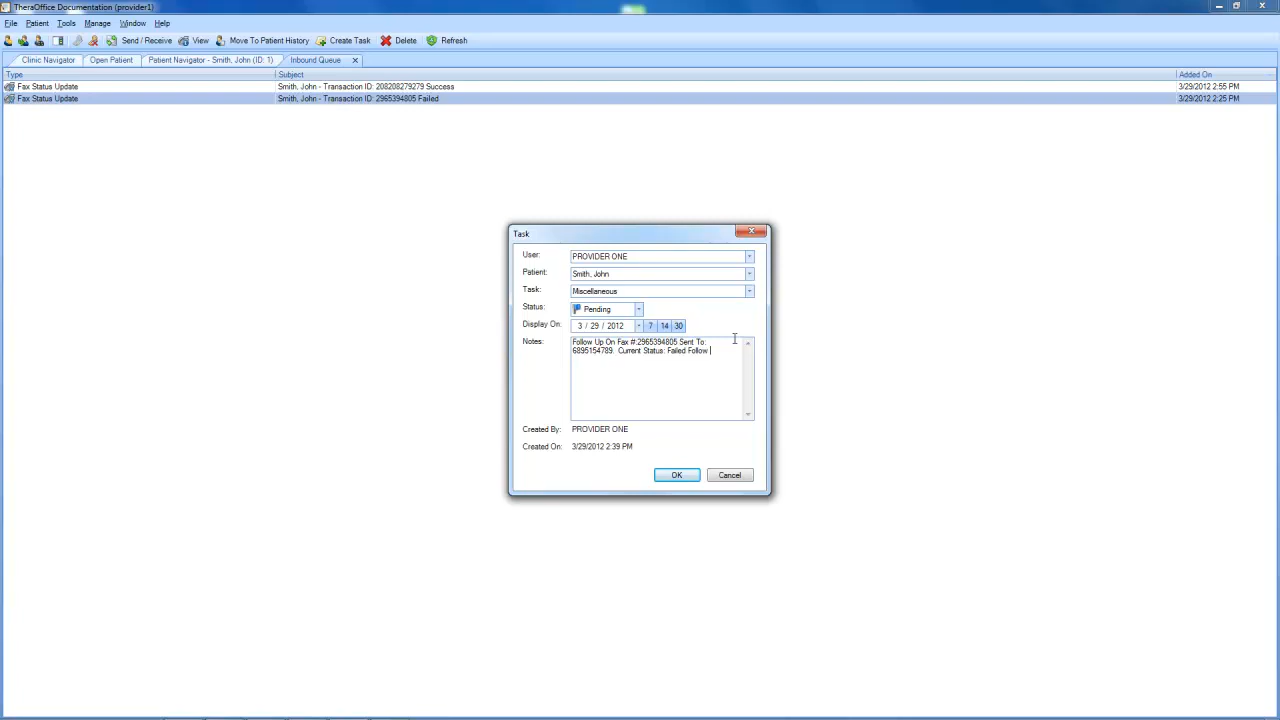 TheraOffice Documentation (provider1)
File Patient Tools Manage Window Help
Send / Receive View Move To Patient History Create Task Delete Refresh
Clinic Navigator Open Patient Patient Navigator - Smith, John (ID: 1) Inbound Queue
Type Subject Added On
Fax Status Update Smith, John - Transaction ID: 208208279279 Success 3/29/2012 2:55 PM
Fax Status Update Smith, John - Transaction ID: 2965394805 Failed 3/29/2012 2:25 PM
Task
User: PROVIDER ONE
Patient: Smith, John
Task: Miscellaneous
Status: Pending
Display On: 3 / 29 / 2012 7 14 30
Notes: Follow Up On Fax #:2965394805 Sent To:
6895154789. Current Status: Failed Follow
Created By: PROVIDER ONE
Created On: 3/29/2012 2:39 PM
OK Cancel